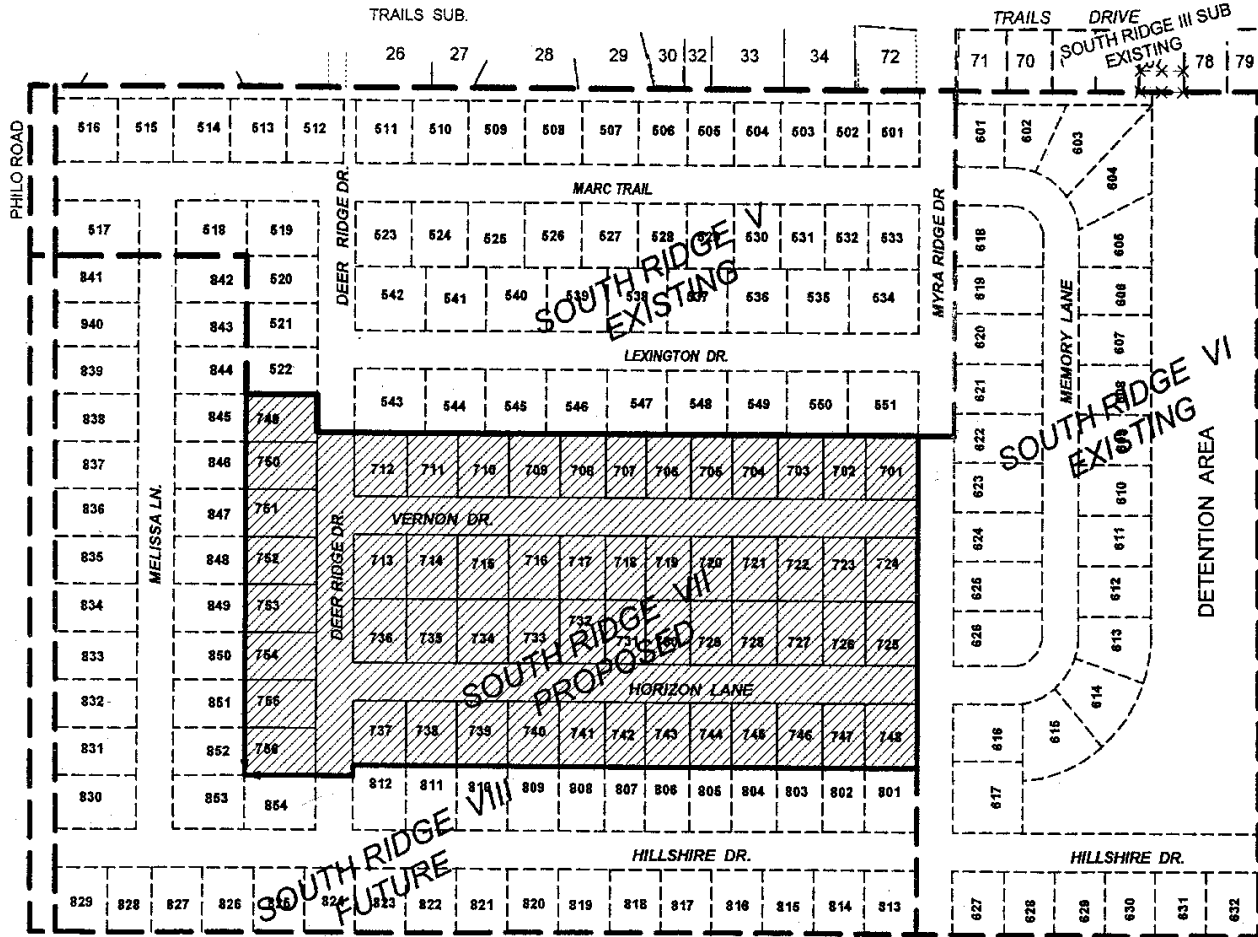 TRAILS SUB.
TRAILS DRIVE
SOUTH RIDGE III SUB
EXISTING
26 27 28 29 30 32 33 34 72 71 70 78 79
PHILO ROAD
516 515 514 513 512 511 510 509 508 507 506 505 504 503 502 501 601 602 603
604
DEER RIDGE DR.
MARC TRAIL
MYRA RIDGE DR
517 518 519 523 524 525 526 527 528 529 530 531 532 533 618 605
SOUTH RIDGE V
EXISTING
841 842 520 542 541 540 539 538 537 536 535 534 619 606
940 843 521 620 607
LEXINGTON DR.
MEMORY LANE
839 844 522 621 608
543 544 545 546 547 548 549 550 551
SOUTH RIDGE VI
EXISTING
DETENTION AREA
838 845 749 622 609
837 846 750 712 711 710 709 708 707 706 705 704 703 702 701 623 610
836 847 751 624 611
MELISSA LN.
DEER RIDGE DR.
VERNON DR.
835 848 752 713 714 715 716 717 718 719 720 721 722 723 724 625 612
834 849 753 626 613
SOUTH RIDGE VII
PROPOSED
833 850 754 736 735 734 733 732 731 730 729 728 727 726 725
832 851 755 614
HORIZON LANE
831 852 756 737 738 739 740 741 742 743 744 745 746 747 748 616 615
830 853 854 812 811 810 809 808 807 806 805 804 803 802 801 617
SOUTH RIDGE VIII
FUTURE
HILLSHIRE DR.
HILLSHIRE DR.
829 828 827 826 825 824 823 822 821 820 819 818 817 816 815 814 813 627 628 629 630 631 632